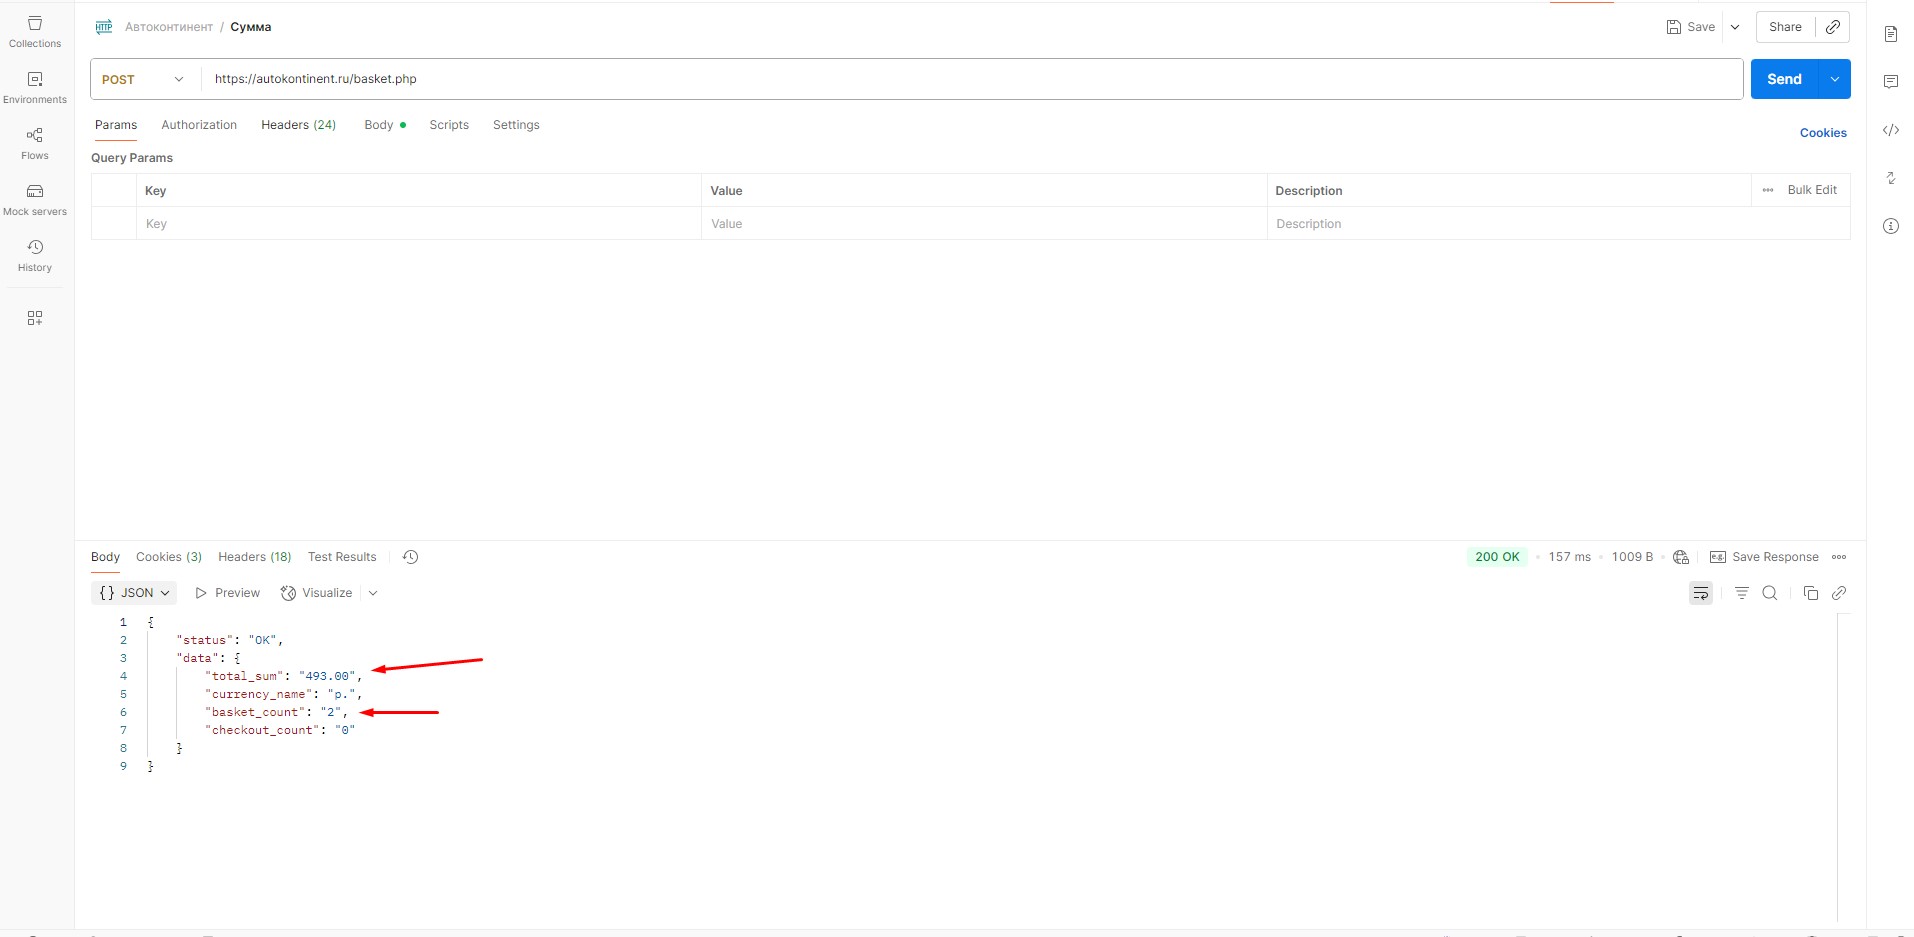 Collections
Environments
Flows
Mock servers
History
HTTP Автоконтинент / Сумма
Save
Share
POST https://autokontinent.ru/basket.php
Send
Params Authorization Headers (24) Body Scripts Settings
Cookies
Query Params
Key Value Description ••• Bulk Edit
Key Value Description
Body Cookies (3) Headers (18) Test Results
200 OK • 157 ms • 1009 B • e.g. Save Response
{} JSON Preview Visualize
1 {
2 "status": "OK",
3 "data": {
4 "total_sum": "493.00",
5 "currency_name": "р.",
6 "basket_count": "2",
7 "checkout_count": "0"
8 }
9 }